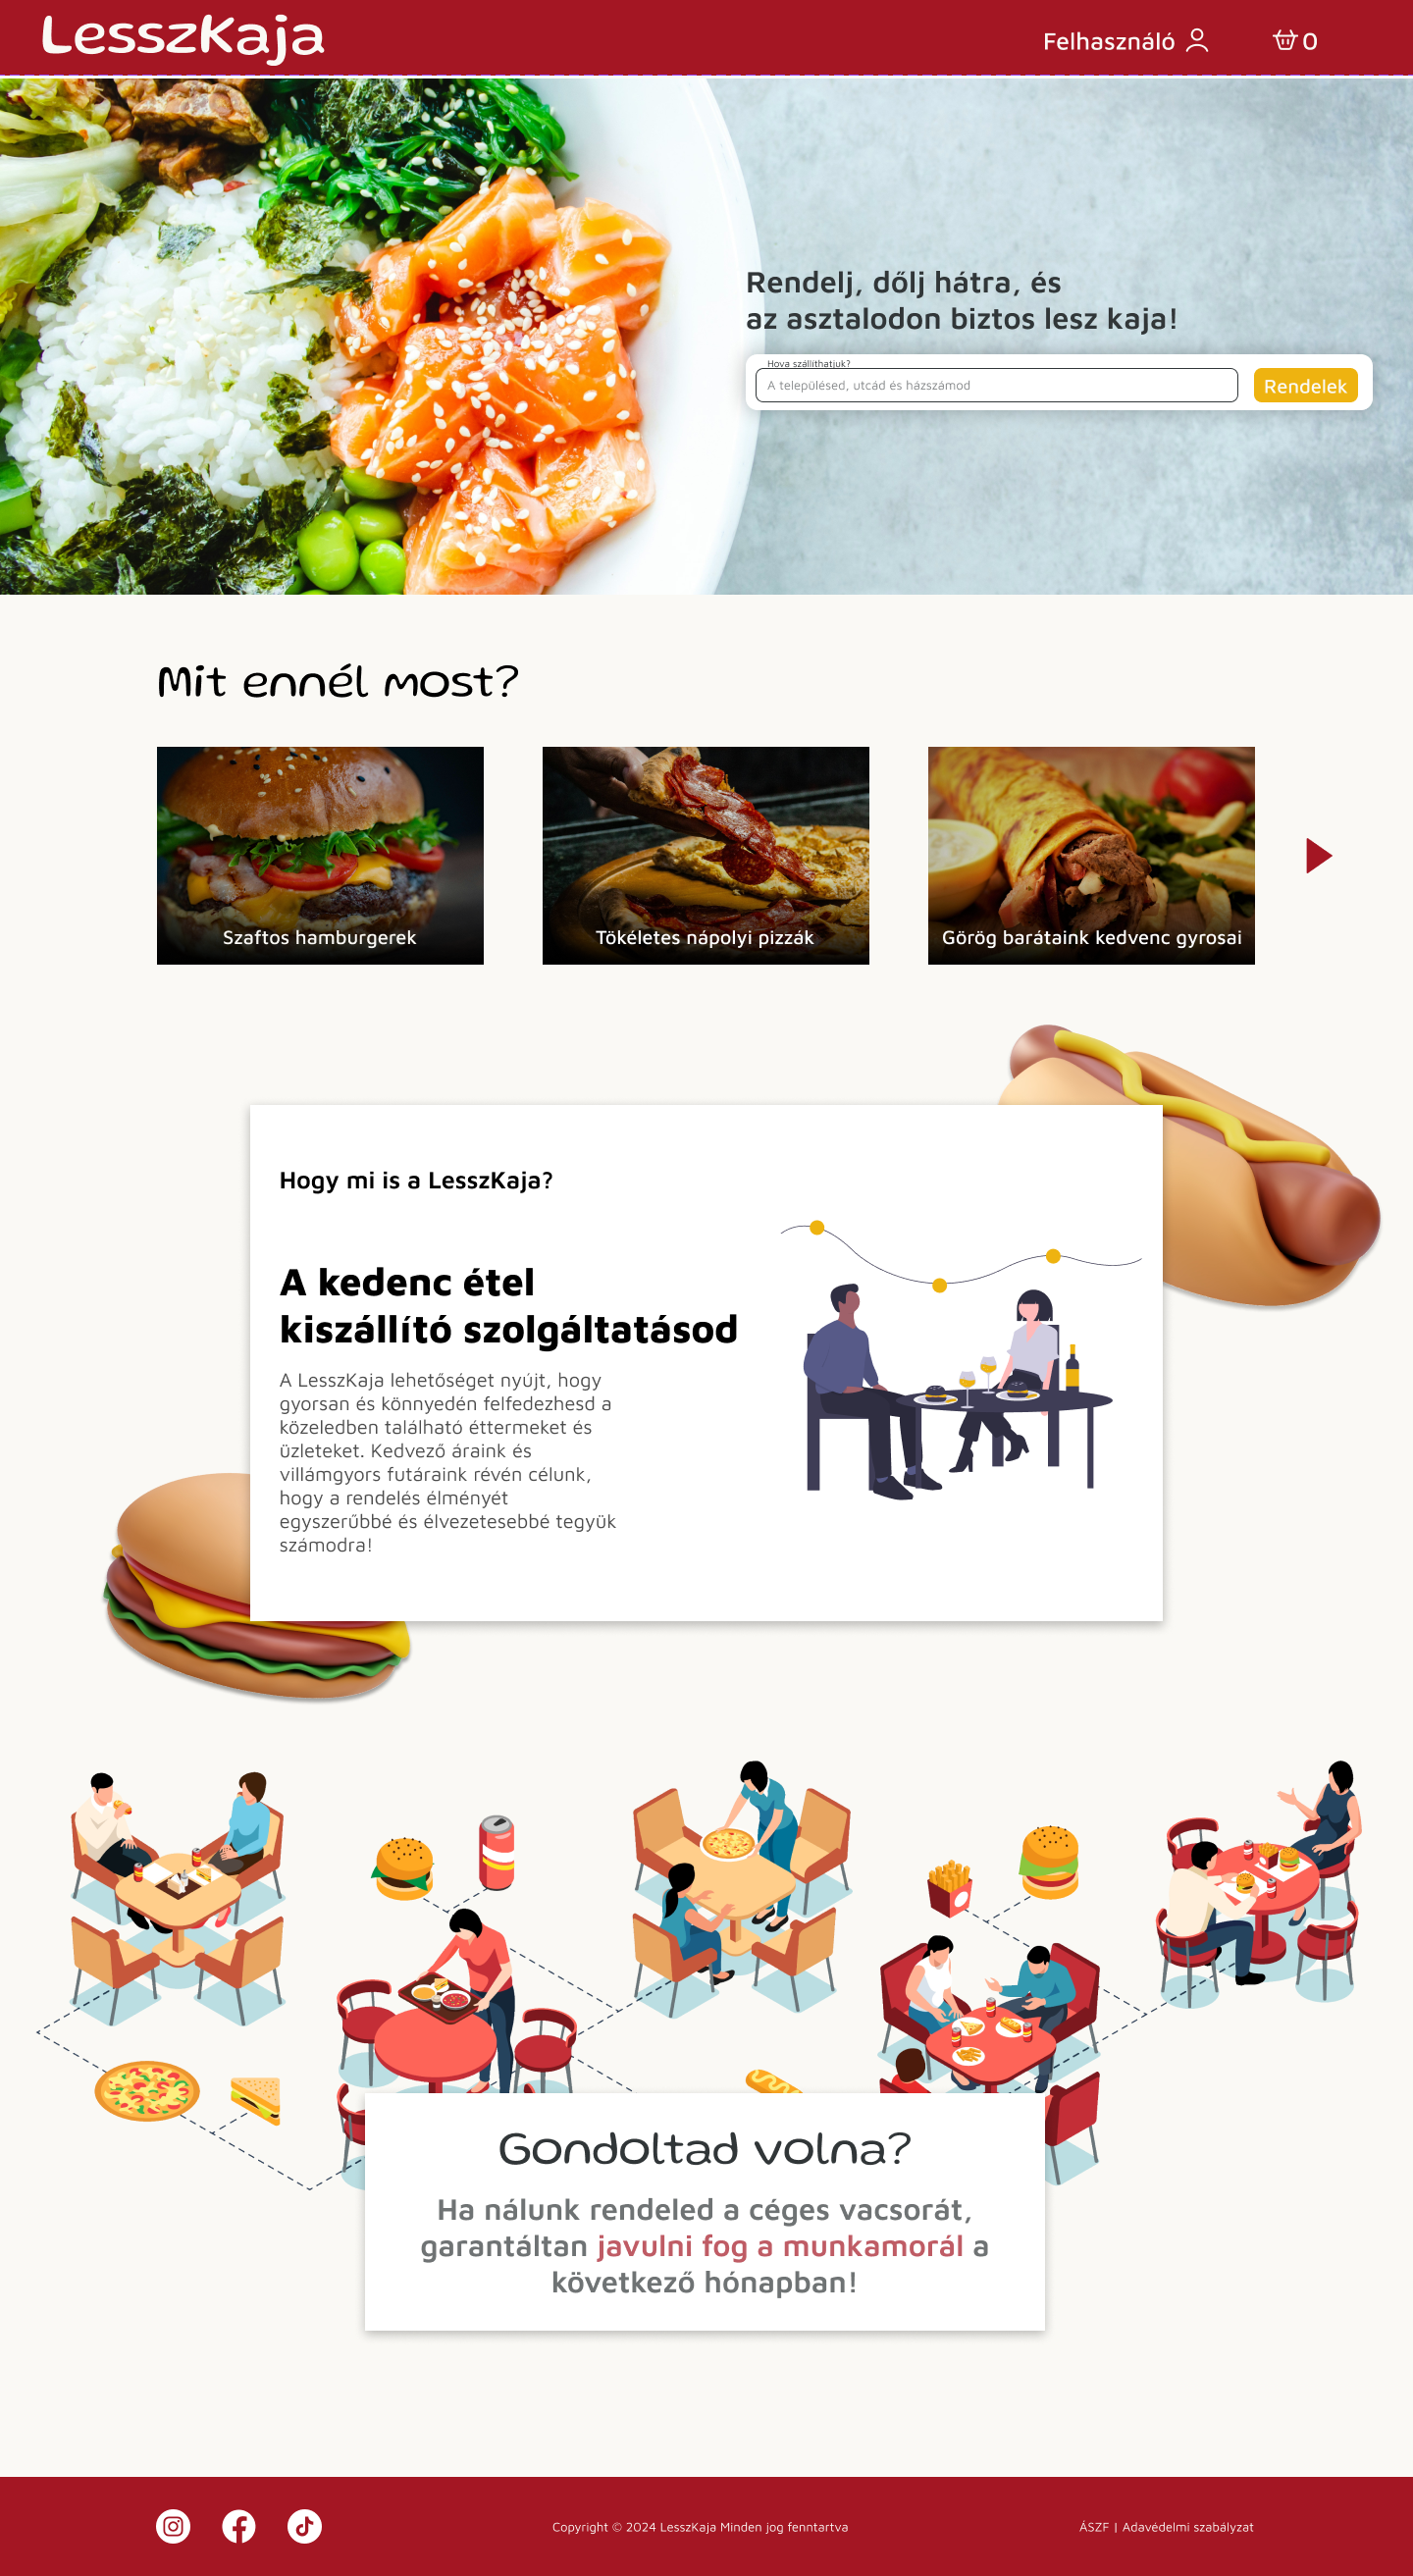 LesszKaja
Felhasználó
0
Rendelj, dőlj hátra, és
az asztalodon biztos lesz kaja!
Hova szállíthatjuk?
A településed, utcád és házszámod
Rendelek
Mit ennél most?
Szaftos hamburgerek
Tökéletes nápolyi pizzák
Görög barátaink kedvenc gyrosai
Hogy mi is a LesszKaja?
A kedenc étel
kiszállító szolgáltatásod
A LesszKaja lehetőséget nyújt, hogy
gyorsan és könnyedén felfedezhesd a
közeledben található éttermeket és
üzleteket. Kedvező áraink és
villámgyors futáraink révén célunk,
hogy a rendelés élményét
egyszerűbbé és élvezetesebbé tegyük
számodra!
Gondoltad volna?
Ha nálunk rendeled a céges vacsorát,
garantáltan javulni fog a munkamorál a
következő hónapban!
Copyright © 2024 LesszKaja Minden jog fenntartva
ÁSZF | Adavédelmi szabályzat